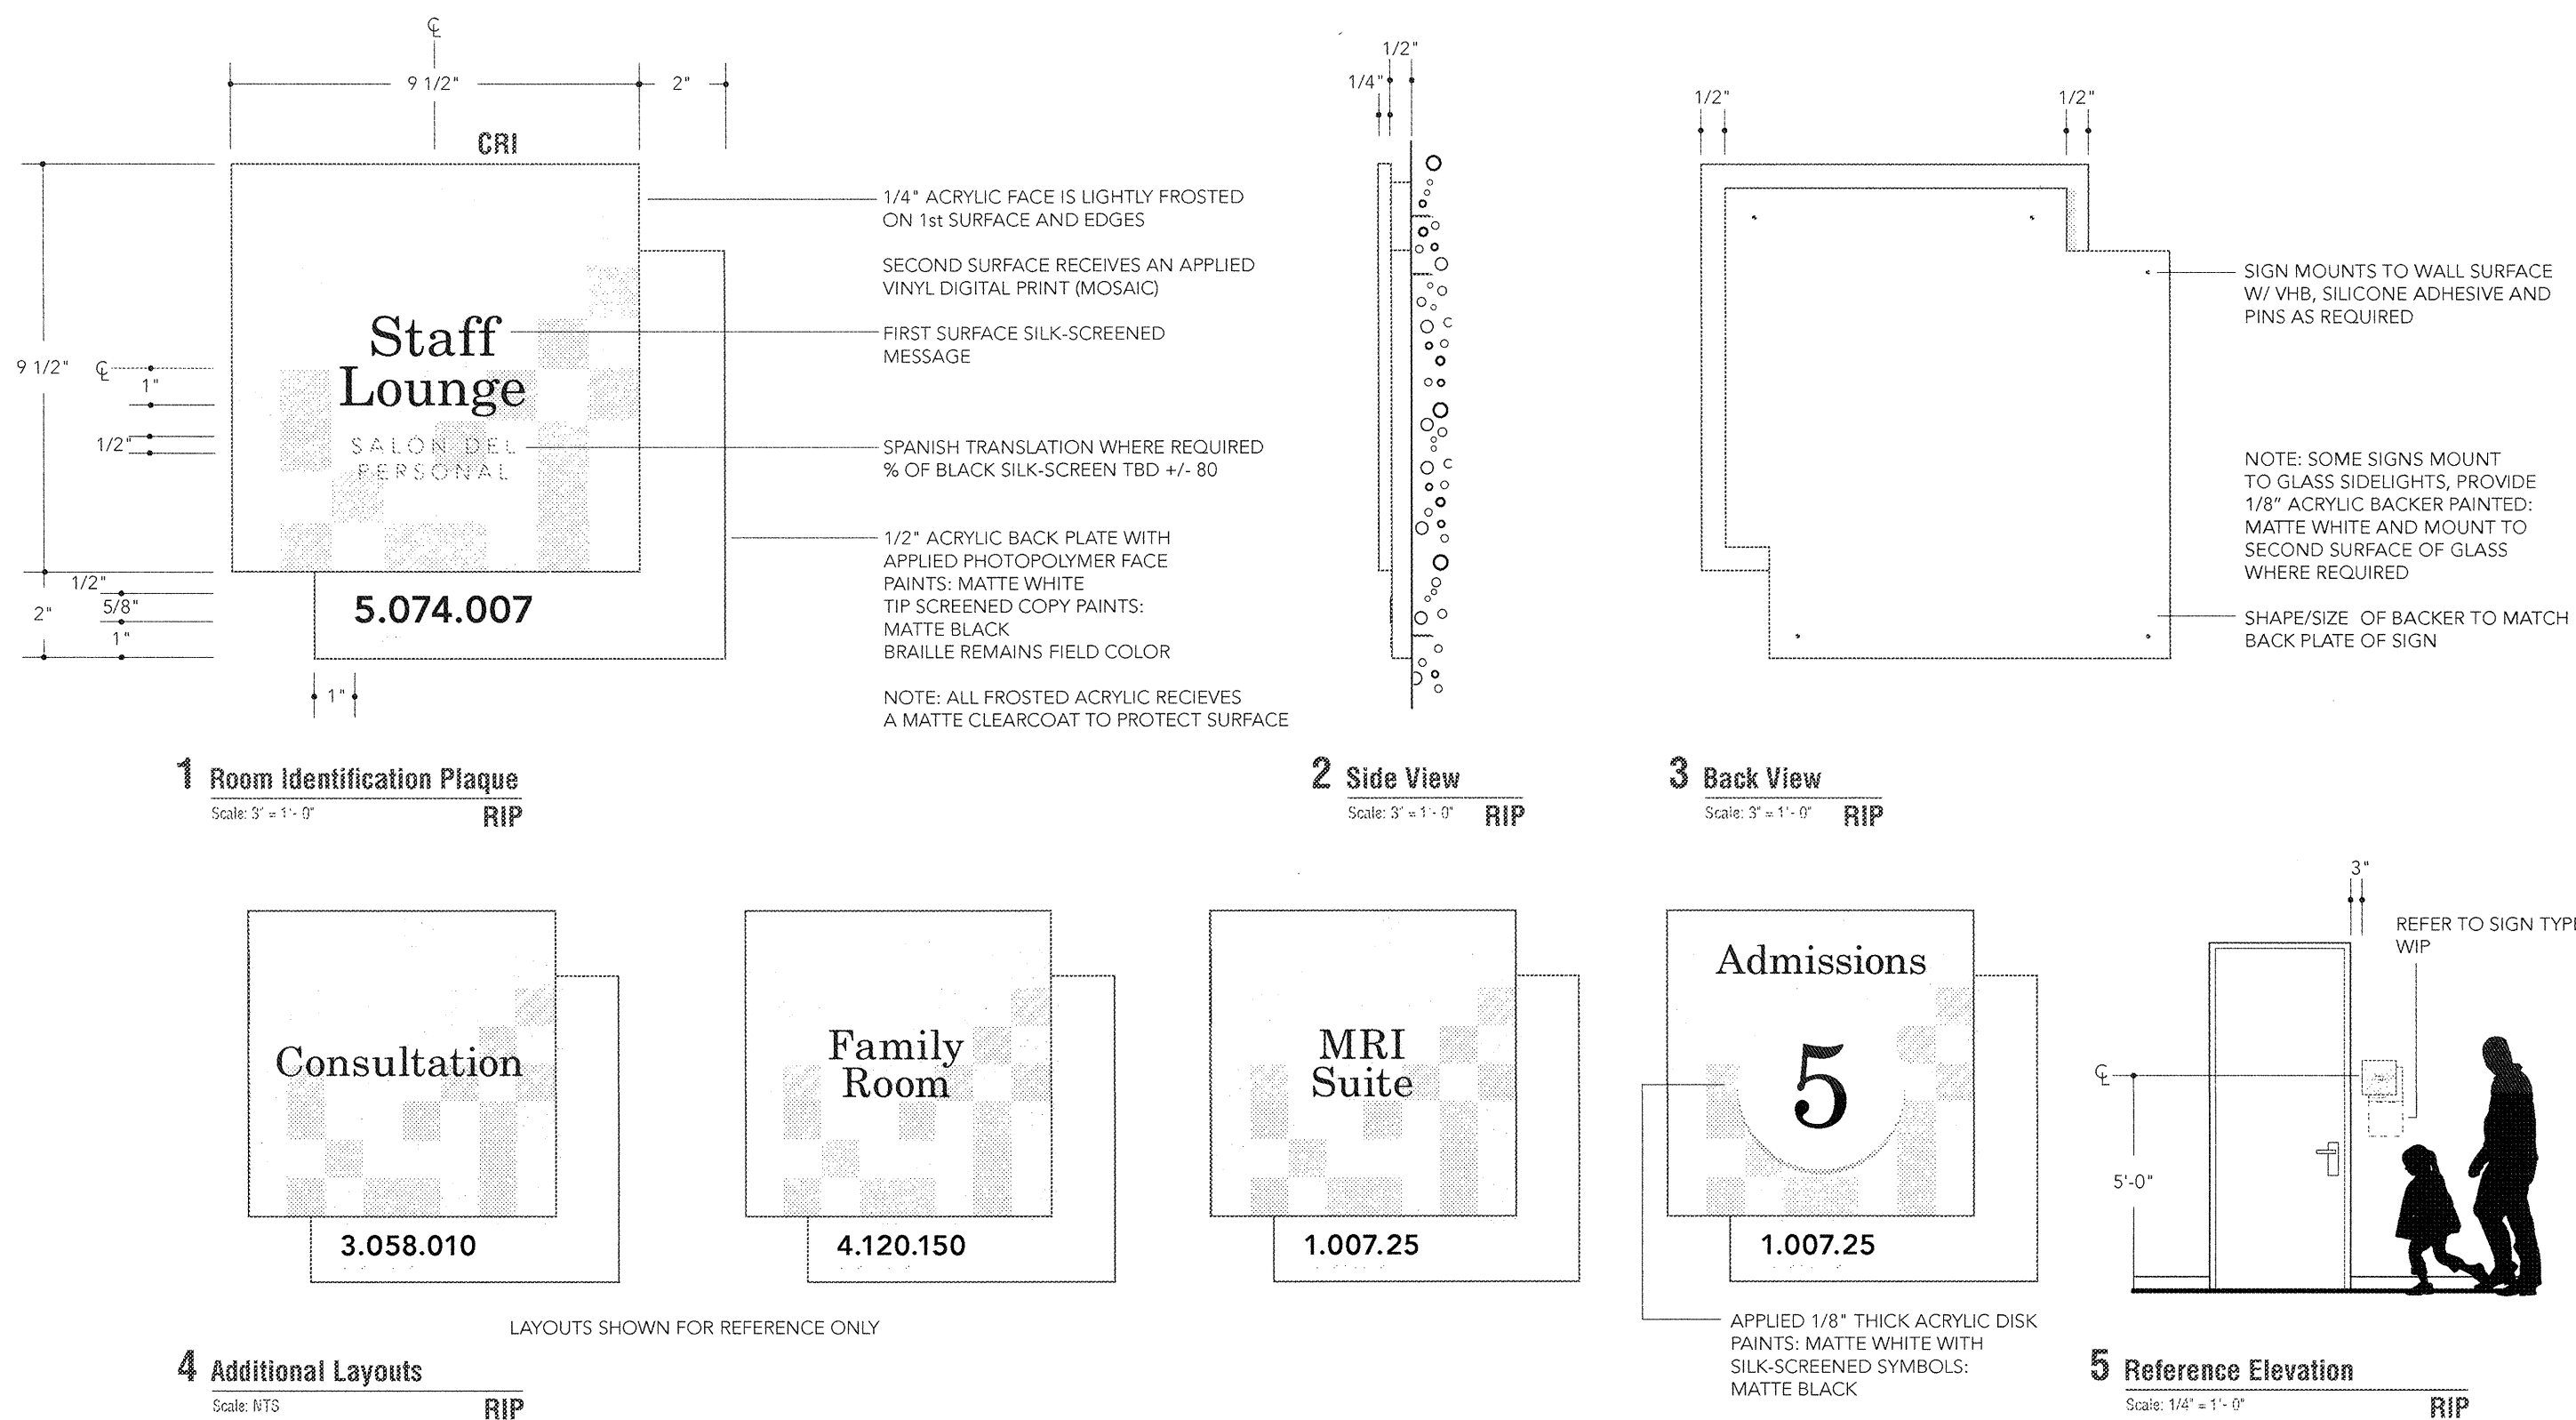 ℄
9 1/2"
2"
CRI
9 1/2"
℄
1"
1/2"
1/2"
5/8"
2"
1"
1"
Staff
Lounge
SALON DEL
PERSONAL
5.074.007
1/4" ACRYLIC FACE IS LIGHTLY FROSTED
ON 1st SURFACE AND EDGES
SECOND SURFACE RECEIVES AN APPLIED
VINYL DIGITAL PRINT (MOSAIC)
FIRST SURFACE SILK-SCREENED
MESSAGE
SPANISH TRANSLATION WHERE REQUIRED
% OF BLACK SILK-SCREEN TBD +/- 80
1/2" ACRYLIC BACK PLATE WITH
APPLIED PHOTOPOLYMER FACE
PAINTS: MATTE WHITE
TIP SCREENED COPY PAINTS:
MATTE BLACK
BRAILLE REMAINS FIELD COLOR
NOTE: ALL FROSTED ACRYLIC RECIEVES
A MATTE CLEARCOAT TO PROTECT SURFACE
1 Room Identification Plaque
Scale: 3" = 1'- 0" RIP
1/2"
1/4"
2 Side View
Scale: 3" = 1'- 0" RIP
1/2"
1/2"
SIGN MOUNTS TO WALL SURFACE
W/ VHB, SILICONE ADHESIVE AND
PINS AS REQUIRED
NOTE: SOME SIGNS MOUNT
TO GLASS SIDELIGHTS, PROVIDE
1/8" ACRYLIC BACKER PAINTED:
MATTE WHITE AND MOUNT TO
SECOND SURFACE OF GLASS
WHERE REQUIRED
SHAPE/SIZE OF BACKER TO MATCH
BACK PLATE OF SIGN
3 Back View
Scale: 3" = 1'- 0" RIP
Consultation
3.058.010
Family
Room
4.120.150
MRI
Suite
1.007.25
Admissions
5
1.007.25
LAYOUTS SHOWN FOR REFERENCE ONLY
APPLIED 1/8" THICK ACRYLIC DISK
PAINTS: MATTE WHITE WITH
SILK-SCREENED SYMBOLS:
MATTE BLACK
4 Additional Layouts
Scale: NTS RIP
3"
REFER TO SIGN TYPE
WIP
℄
5'-0"
5 Reference Elevation
Scale: 1/4" = 1'- 0" RIP